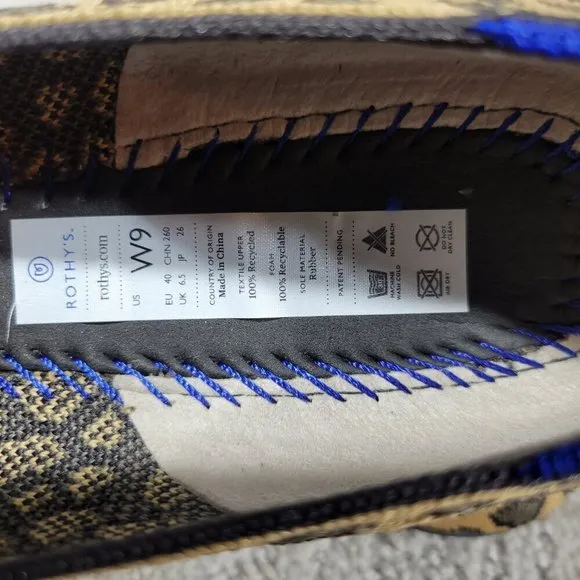 ROTHY'S.
rothys.com
US W9
EU 40 CHN 260
UK 6.5 JP 26
COUNTRY OF ORIGIN
Made in China
TEXTILE UPPER
100% Recycled
FOAM
100% Recyclable
SOLE MATERIAL
Rubber
PATENT PENDING
MACHINE
WASH COLD
NO BLEACH
AIR DRY
DO NOT
DRY CLEAN